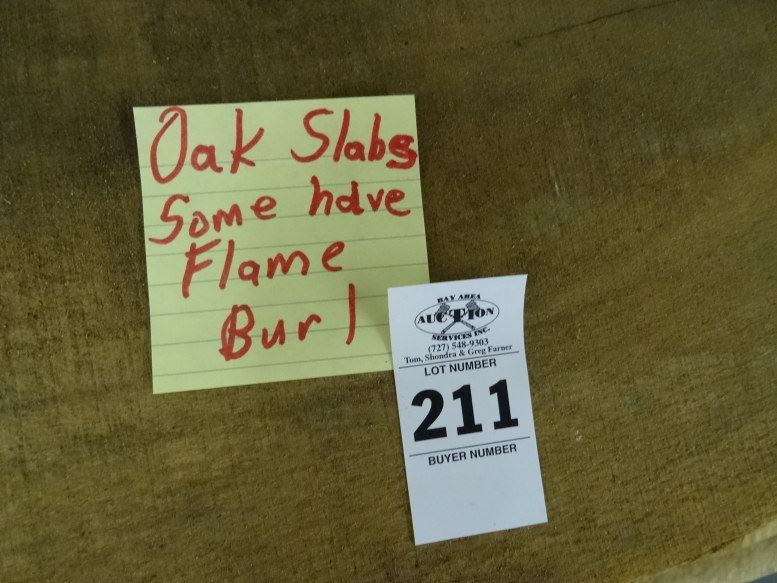 Oak Slabs
Some have
Flame
Burl
BAY AREA
AUCTION
SERVICES INC.
(727) 548-9303
Tom, Shondra & Greg Farner
LOT NUMBER
211
BUYER NUMBER